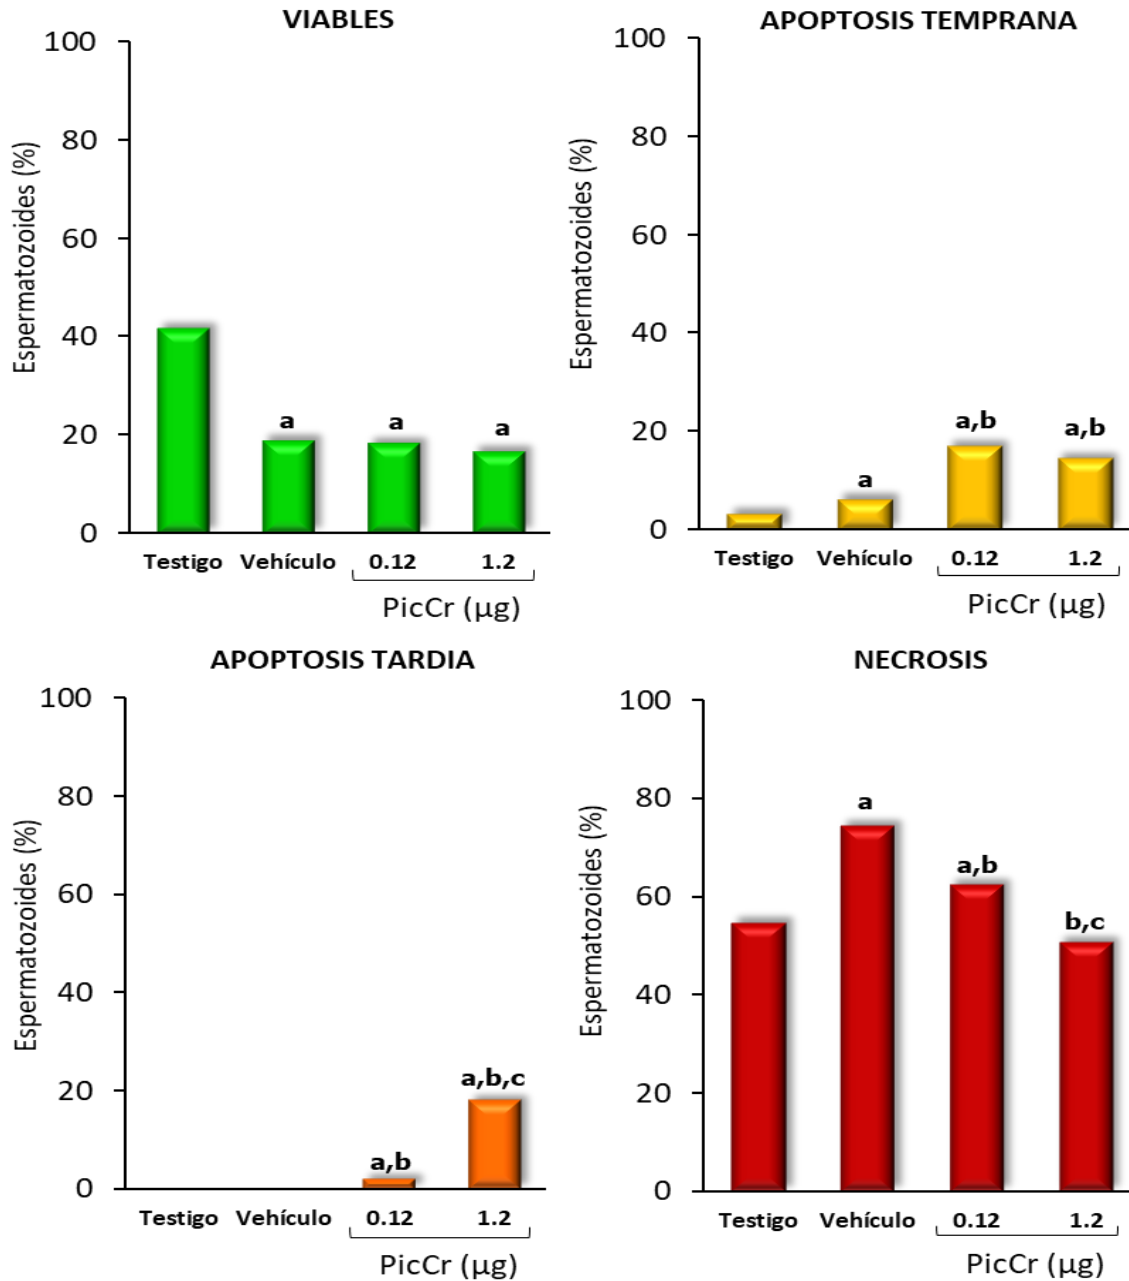 VIABLES
Espermatozoides (%)
100
80
60
40
20
0
a
a
a
Testigo Vehículo 0.12 1.2
PicCr (µg)
APOPTOSIS TEMPRANA
Espermatozoides (%)
100
80
60
40
20
0
a
a,b
a,b
Testigo Vehículo 0.12 1.2
PicCr (µg)
APOPTOSIS TARDIA
Espermatozoides (%)
100
80
60
40
20
0
a,b
a,b,c
Testigo Vehículo 0.12 1.2
PicCr (µg)
NECROSIS
Espermatozoides (%)
100
80
60
40
20
0
a
a,b
b,c
Testigo Vehículo 0.12 1.2
PicCr (µg)